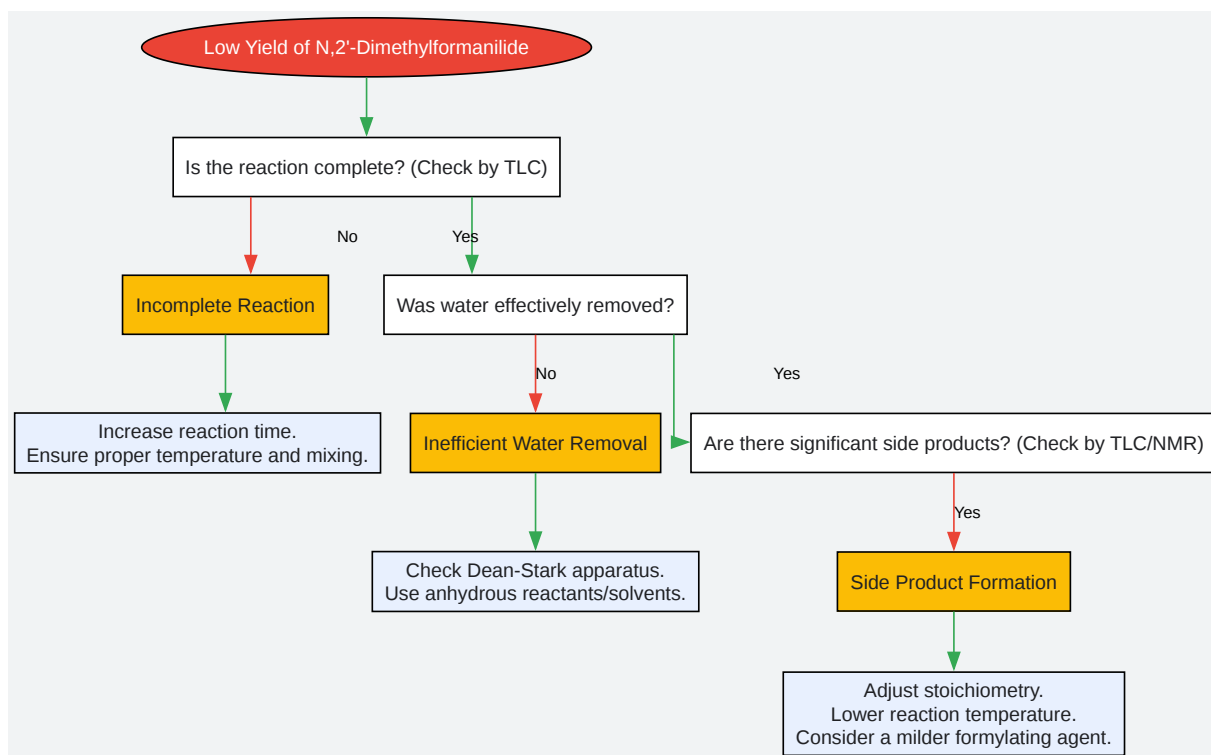 Low Yield of N,2'-Dimethylformanilide
Is the reaction complete? (Check by TLC)
No
Yes
Incomplete Reaction
Was water effectively removed?
No
Yes
Increase reaction time.
Ensure proper temperature and mixing.
Inefficient Water Removal
Are there significant side products? (Check by TLC/NMR)
Yes
Check Dean-Stark apparatus.
Use anhydrous reactants/solvents.
Side Product Formation
Adjust stoichiometry.
Lower reaction temperature.
Consider a milder formylating agent.